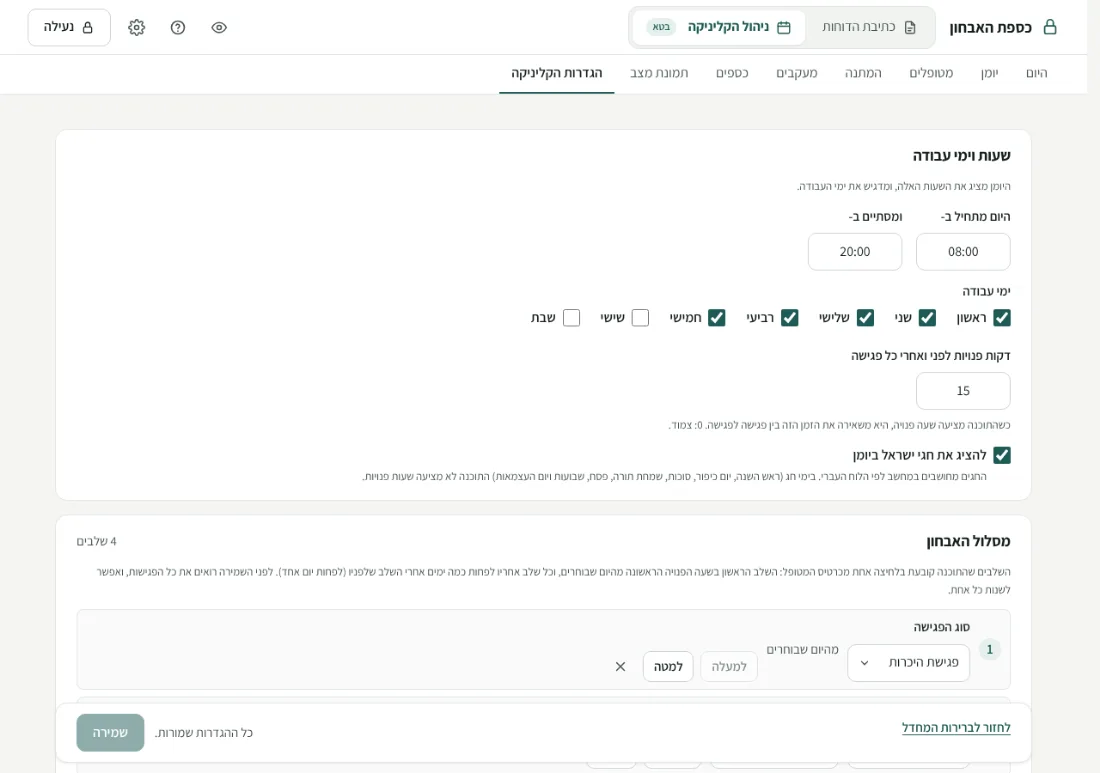 כספת האבחון
כתיבת הדוחות
ניהול הקליניקה בטא
נעילה
היום יומן מטופלים המתנה מעקבים כספים תמונת מצב הגדרות הקליניקה
שעות וימי עבודה
היומן מציג את השעות האלה, ומדגיש את ימי העבודה.
היום מתחיל ב- ומסתיים ב-
08:00 20:00
ימי עבודה
ראשון שני שלישי רביעי חמישי שישי שבת
דקות פנויות לפני ואחרי כל פגישה
15
כשהתוכנה מציעה שעה פנויה, היא משאירה את הזמן הזה בין פגישה לפגישה. 0: צמוד.
להציג את חגי ישראל ביומן
החגים מחושבים במחשב לפי הלוח העברי. בימי חג (ראש השנה, יום כיפור, סוכות, שמחת תורה, פסח, שבועות ויום העצמאות) התוכנה לא מציעה שעות פנויות.
מסלול האבחון 4 שלבים
השלבים שהתוכנה קובעת בלחיצה אחת מכרטיס המטופל: השלב הראשון בשעה הפנויה הראשונה מהיום שבוחרים, וכל שלב אחריו לפחות כמה ימים אחרי השלב שלפניו (לפחות יום אחד). לפני השמירה רואים את כל הפגישות, ואפשר
לשנות כל אחת.
סוג הפגישה
1 פגישת היכרות מהיום שבוחרים למעלה למטה
לחזור לברירות המחדל כל ההגדרות שמורות. שמירה